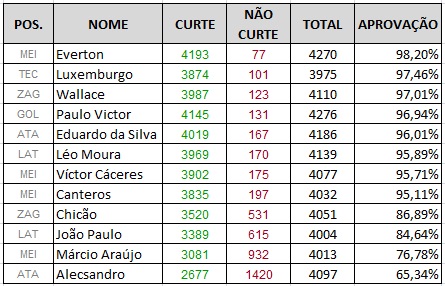 POS. NOME CURTE NÃO CURTE TOTAL APROVAÇÃO
MEI Everton 4193 77 4270 98,20%
TEC Luxemburgo 3874 101 3975 97,46%
ZAG Wallace 3987 123 4110 97,01%
GOL Paulo Victor 4145 131 4276 96,94%
ATA Eduardo da Silva 4019 167 4186 96,01%
LAT Léo Moura 3969 170 4139 95,89%
MEI Víctor Cáceres 3902 175 4077 95,71%
MEI Canteros 3835 197 4032 95,11%
ZAG Chicão 3520 531 4051 86,89%
LAT João Paulo 3389 615 4004 84,64%
MEI Márcio Araújo 3081 932 4013 76,78%
ATA Alecsandro 2677 1420 4097 65,34%